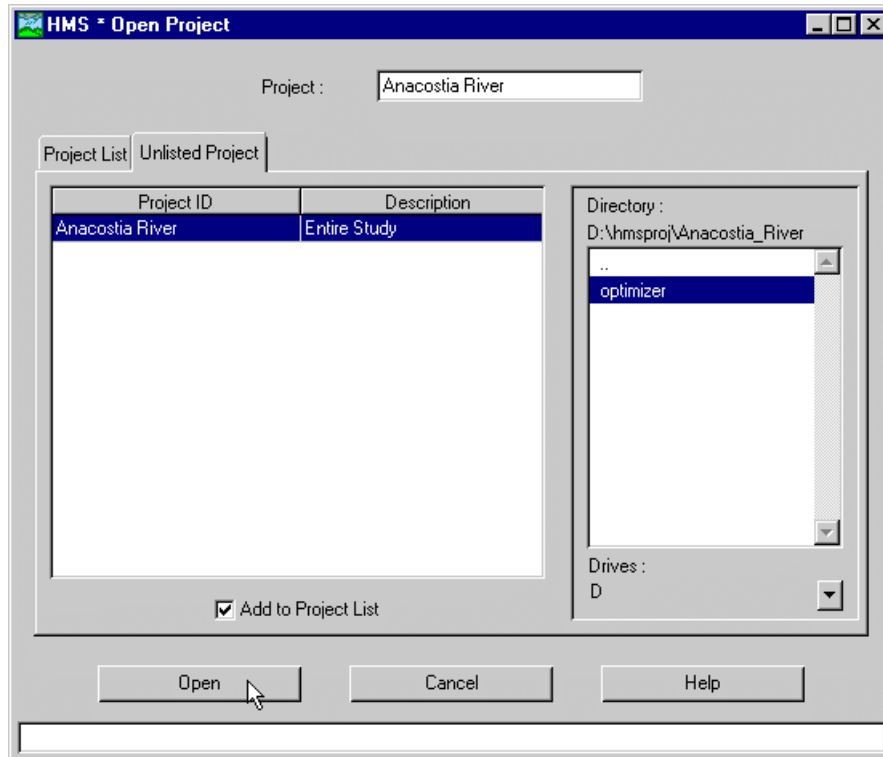 HMS * Open Project
Project : Anacostia River
Project List Unlisted Project
Project ID Description
Anacostia River Entire Study
Directory :
D:\hmsproj\Anacostia_River
..
optimizer
Drives :
D
Add to Project List
Open Cancel Help